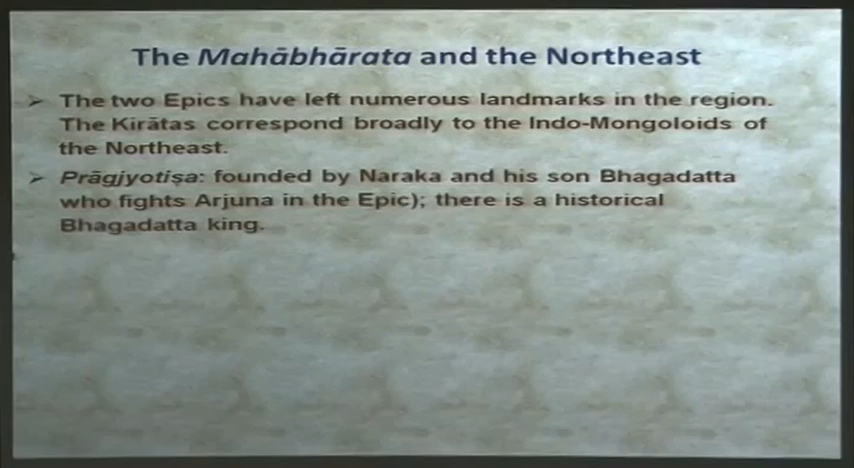 The Mahābhārata and the Northeast
➢ The two Epics have left numerous landmarks in the region.
The Kirātas correspond broadly to the Indo-Mongoloids of
the Northeast.
➢ Prāgjyotiṣa: founded by Naraka and his son Bhagadatta
who fights Arjuna in the Epic); there is a historical
Bhagadatta king.